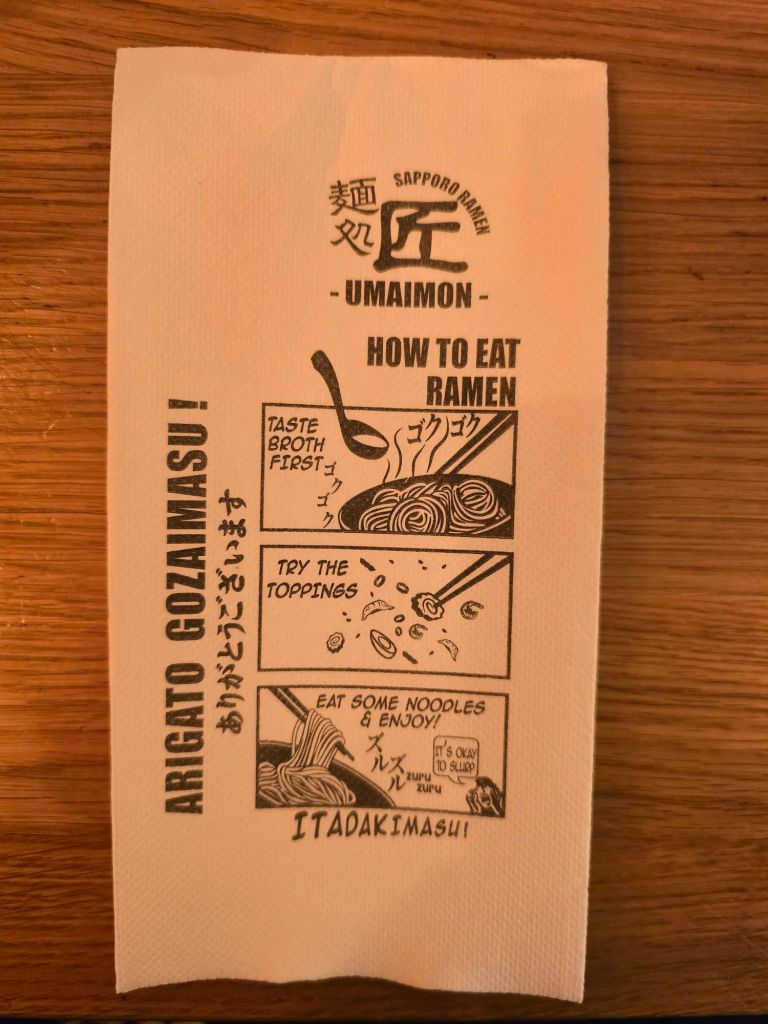 麺処
匠
SAPPORO RAMEN
- UMAIMON -
HOW TO EAT
RAMEN
TASTE
BROTH
FIRST
ゴクゴク
ゴクゴク
TRY THE
TOPPINGS
EAT SOME NOODLES
& ENJOY!
ズルズル
zuru
zuru
IT'S OKAY
TO SLURP
ITADAKIMASU!
ARIGATO GOZAIMASU!
ありがとうございます